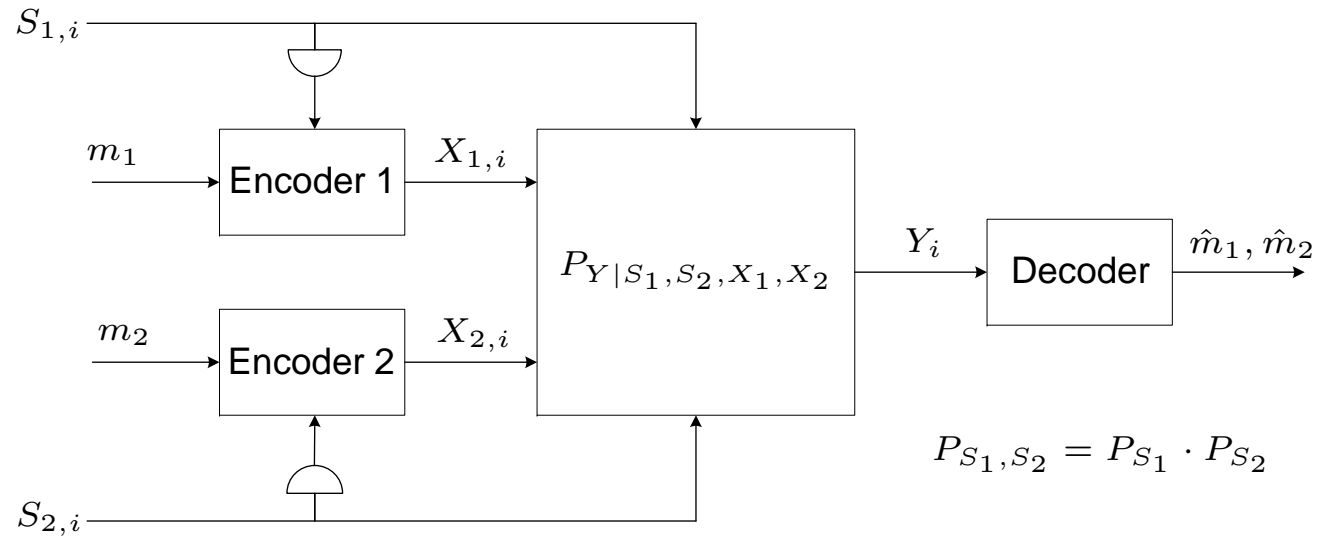 S_{1,i}
m_1
Encoder 1
X_{1,i}
P_{Y|S_1,S_2,X_1,X_2}
Y_i
Decoder
\hat{m}_1, \hat{m}_2
m_2
Encoder 2
X_{2,i}
P_{S_1,S_2} = P_{S_1} · P_{S_2}
S_{2,i}